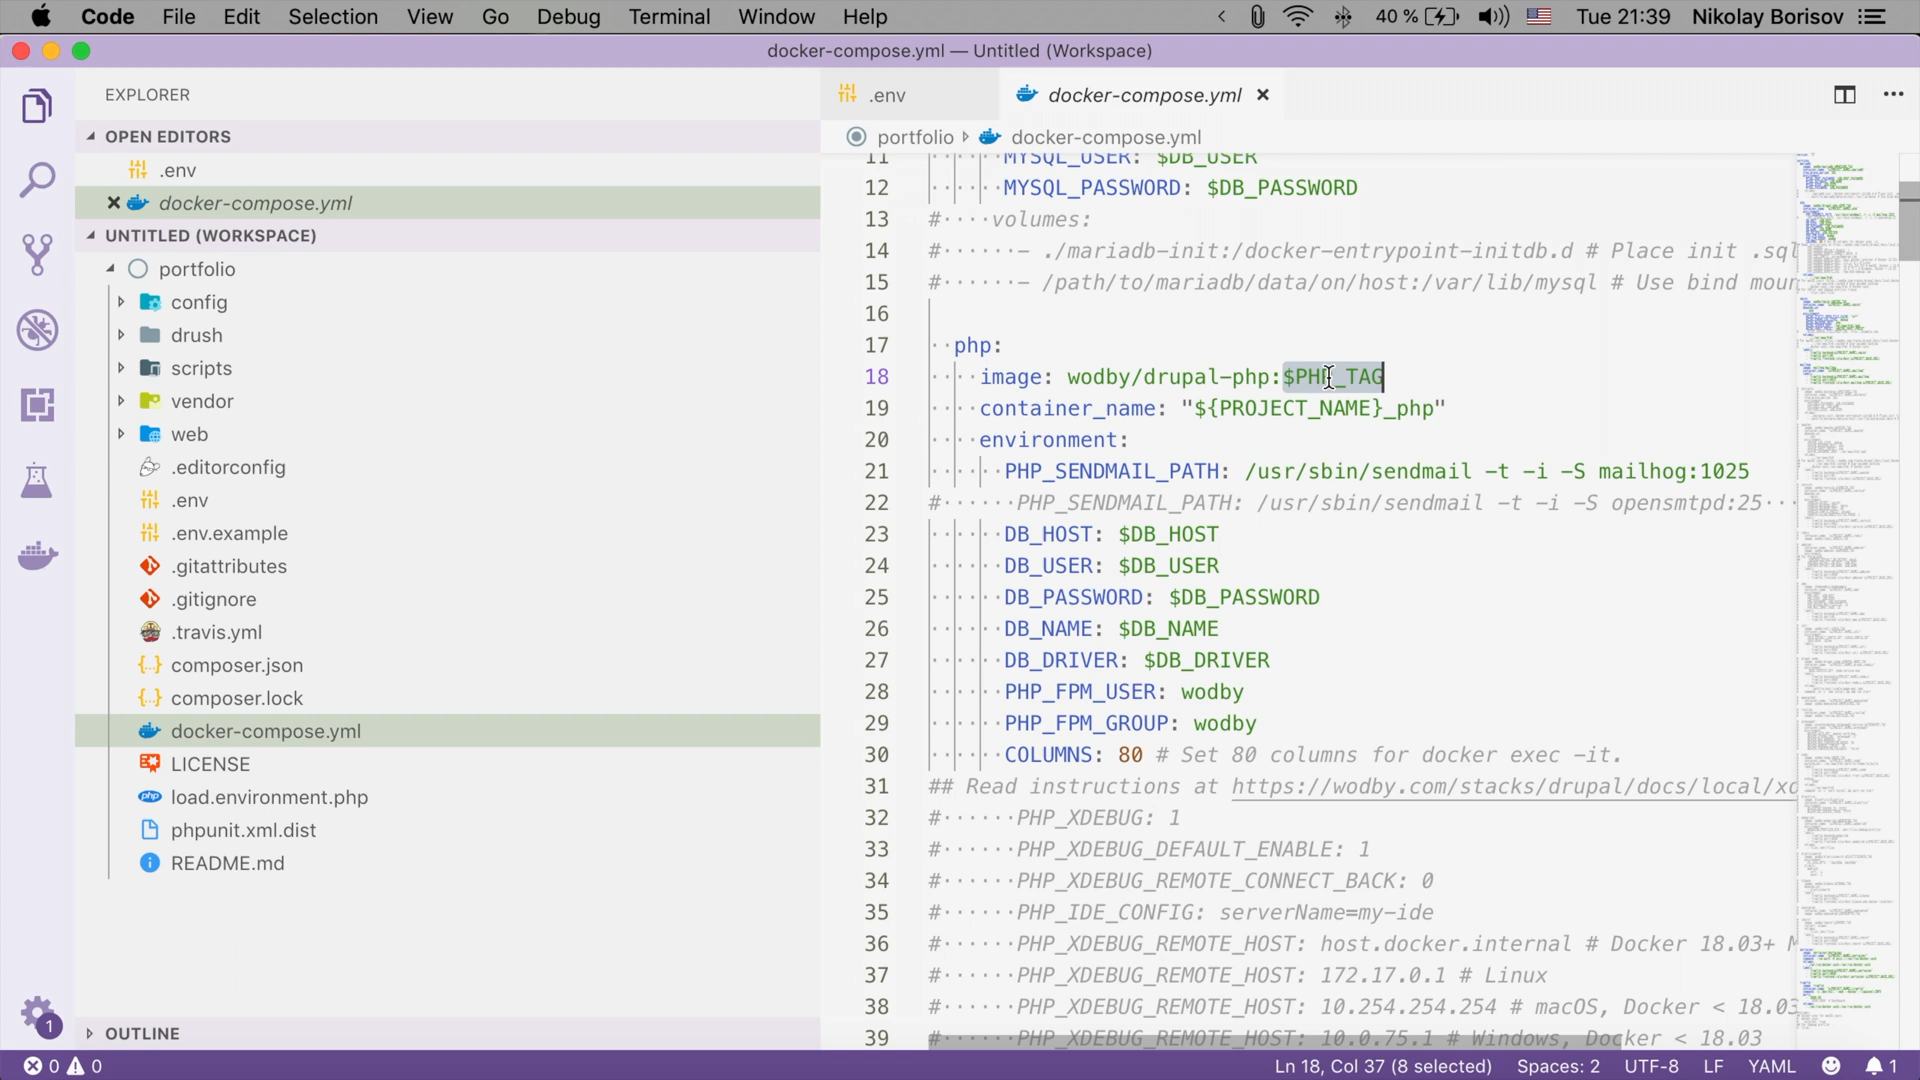 Code File Edit Selection View Go Debug Terminal Window Help 40 % Tue 21:39 Nikolay Borisov
docker-compose.yml — Untitled (Workspace)
EXPLORER
OPEN EDITORS
.env
docker-compose.yml
UNTITLED (WORKSPACE)
portfolio
config
drush
scripts
vendor
web
.editorconfig
.env
.env.example
.gitattributes
.gitignore
.travis.yml
composer.json
composer.lock
docker-compose.yml
LICENSE
load.environment.php
phpunit.xml.dist
README.md
OUTLINE
1
.env docker-compose.yml
portfolio docker-compose.yml
11 MYSQL_USER: $DB_USER
12 MYSQL_PASSWORD: $DB_PASSWORD
13 #····volumes:
14 #······– ./mariadb-init:/docker-entrypoint-initdb.d # Place init .sql
15 #······– /path/to/mariadb/data/on/host:/var/lib/mysql # Use bind moun
16
17 php:
18 image: wodby/drupal-php:$PHP_TAG
19 container_name: "${PROJECT_NAME}_php"
20 environment:
21 PHP_SENDMAIL_PATH: /usr/sbin/sendmail -t -i -S mailhog:1025
22 #······PHP_SENDMAIL_PATH: /usr/sbin/sendmail -t -i -S opensmtpd:25··
23 DB_HOST: $DB_HOST
24 DB_USER: $DB_USER
25 DB_PASSWORD: $DB_PASSWORD
26 DB_NAME: $DB_NAME
27 DB_DRIVER: $DB_DRIVER
28 PHP_FPM_USER: wodby
29 PHP_FPM_GROUP: wodby
30 COLUMNS: 80 # Set 80 columns for docker exec -it.
31 ## Read instructions at https://wodby.com/stacks/drupal/docs/local/xd
32 #······PHP_XDEBUG: 1
33 #······PHP_XDEBUG_DEFAULT_ENABLE: 1
34 #······PHP_XDEBUG_REMOTE_CONNECT_BACK: 0
35 #······PHP_IDE_CONFIG: serverName=my-ide
36 #······PHP_XDEBUG_REMOTE_HOST: host.docker.internal # Docker 18.03+ M
37 #······PHP_XDEBUG_REMOTE_HOST: 172.17.0.1 # Linux
38 #······PHP_XDEBUG_REMOTE_HOST: 10.254.254.254 # macOS, Docker < 18.03
39 #······PHP_XDEBUG_REMOTE_HOST: 10.0.75.1 # Windows, Docker < 18.03
0 0 Ln 18, Col 37 (8 selected) Spaces: 2 UTF-8 LF YAML 1